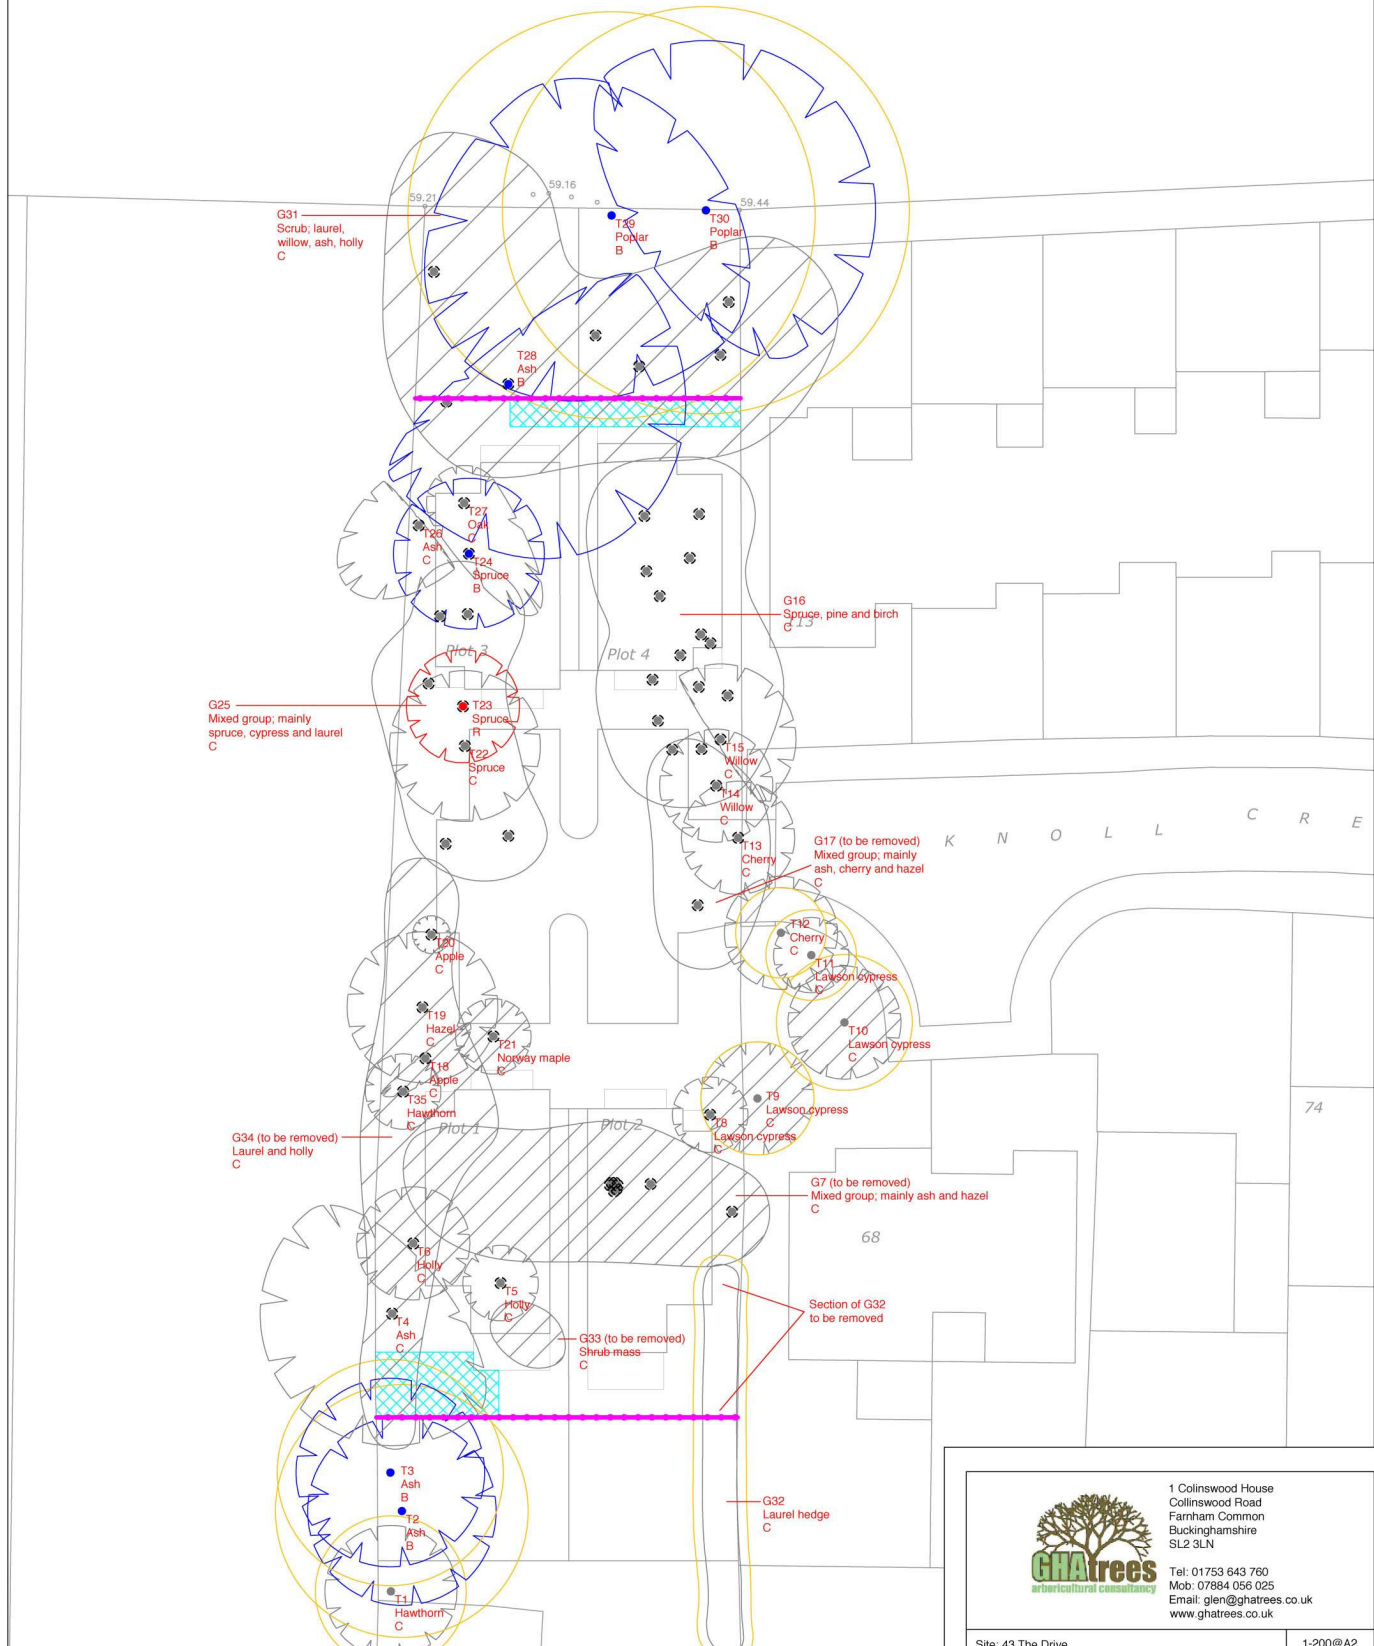 59.21
59.16
59.44
G31
Scrub; laurel,
willow, ash, holly
C
T29
Poplar
B
T30
Poplar
B
T28
Ash
B
T27
Oak
C
T26
Ash
C
T24
Spruce
B
G16
Spruce, pine and birch
C
113
Plot 3
Plot 4
G25
Mixed group; mainly
spruce, cypress and laurel
C
T23
Spruce
R
T22
Spruce
C
T15
Willow
C
T14
Willow
C
T13
Cherry
C
G17 (to be removed)
Mixed group; mainly
ash, cherry and hazel
C
KNOLL CRE
T12
Cherry
C
T11
Lawson cypress
C
T20
Apple
C
T19
Hazel
C
T21
Norway maple
C
T10
Lawson cypress
C
T18
Apple
C
T35
Hawthorn
C
T9
Lawson cypress
C
T8
Lawson cypress
C
74
Plot 1
Plot 2
G34 (to be removed)
Laurel and holly
C
G7 (to be removed)
Mixed group; mainly ash and hazel
C
68
T6
Holly
C
T5
Holly
C
T4
Ash
C
Section of G32
to be removed
G33 (to be removed)
Shrub mass
C
T3
Ash
B
T2
Ash
B
G32
Laurel hedge
C
T1
Hawthorn
C
GHAtrees
arboricultural consultancy
1 Colinswood House
Collinswood Road
Farnham Common
Buckinghamshire
SL2 3LN
Tel: 01753 643 760
Mob: 07884 056 025
Email: glen@ghatrees.co.uk
www.ghatrees.co.uk
Site: 43 The Drive
1-200@A2